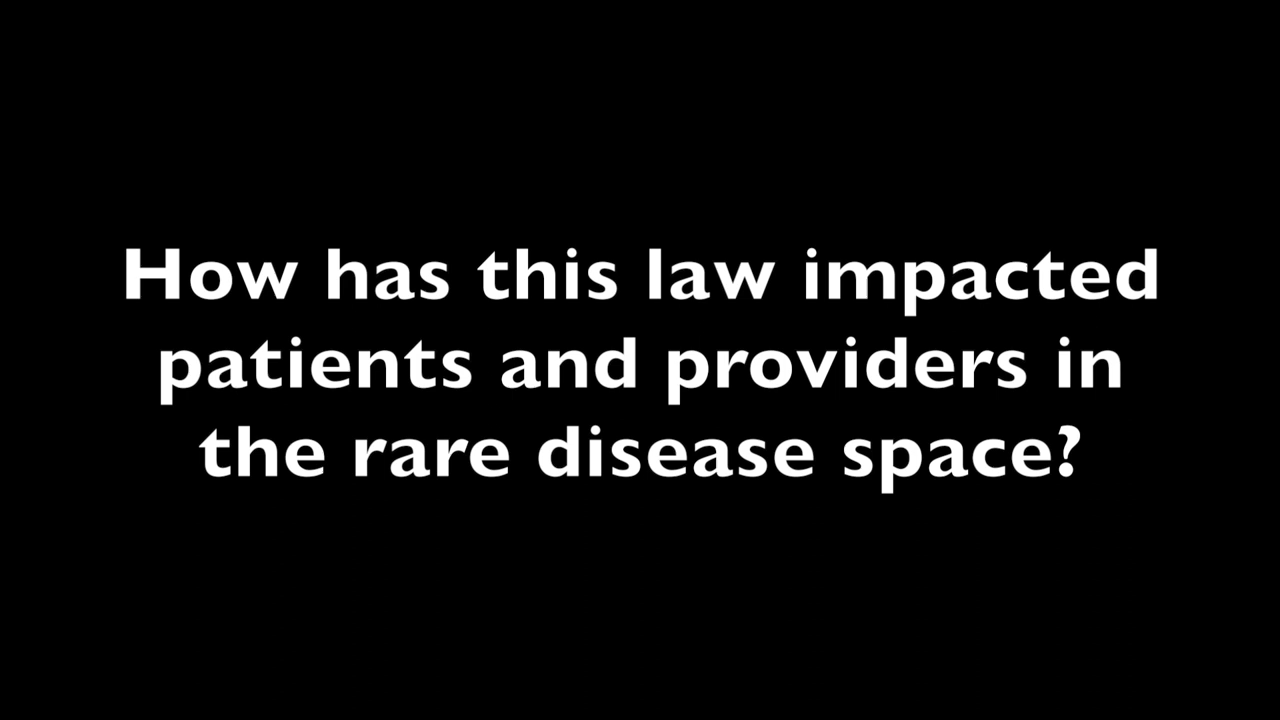 How has this law impacted
patients and providers in
the rare disease space?